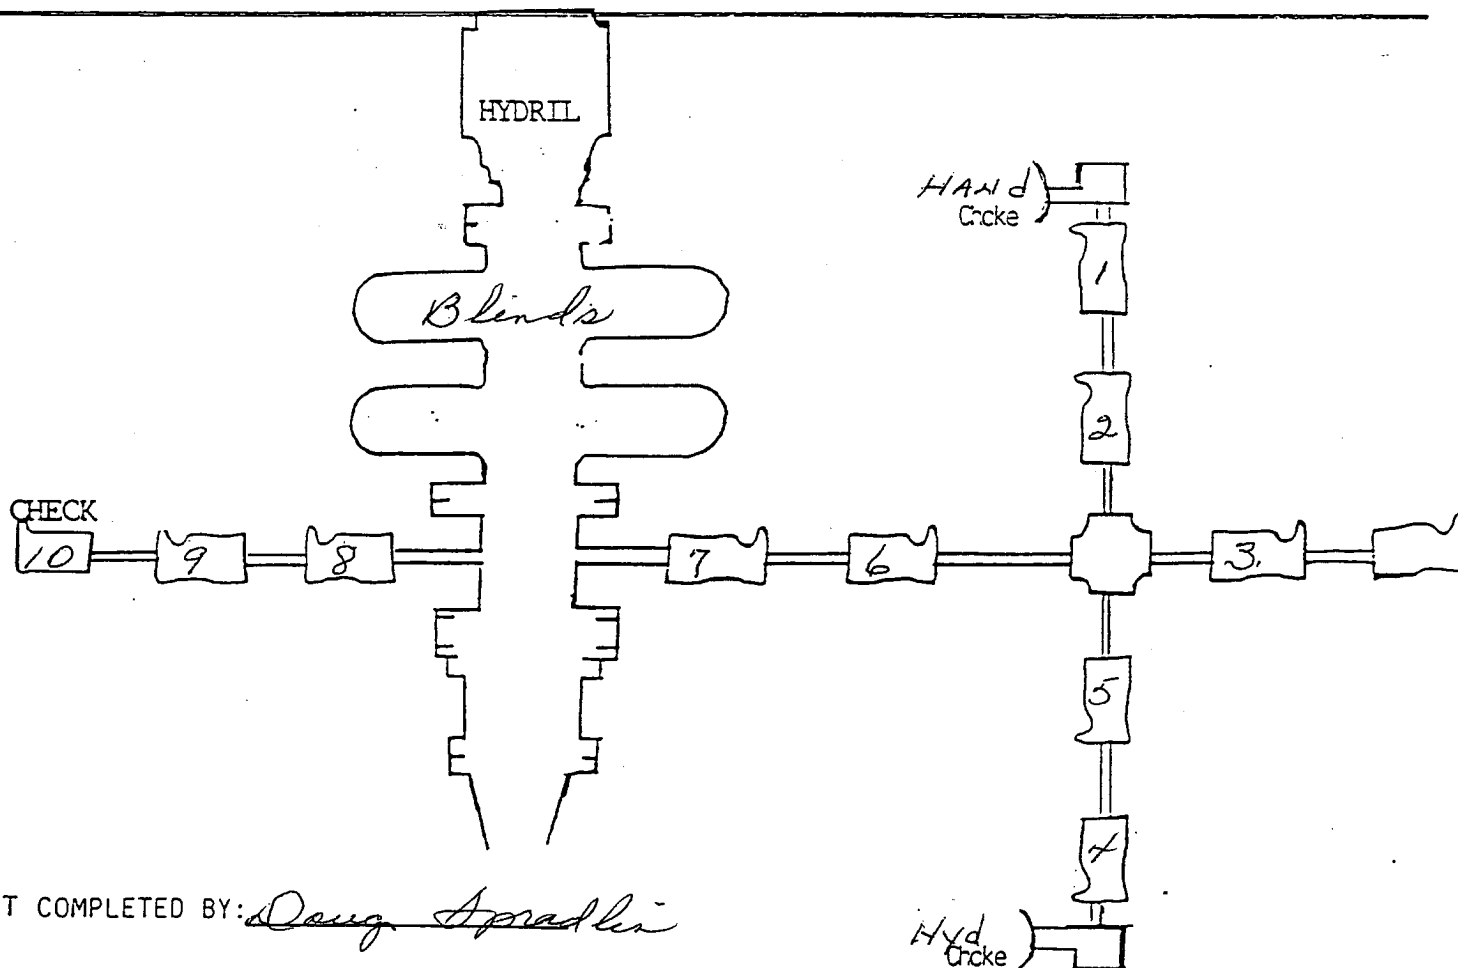 HYDRIL
HAND
Choke
1
Blinds
2
CHECK
10 9 8 7 6 3.
5
4
T COMPLETED BY: Doug Spradlin
Hyd
Choke